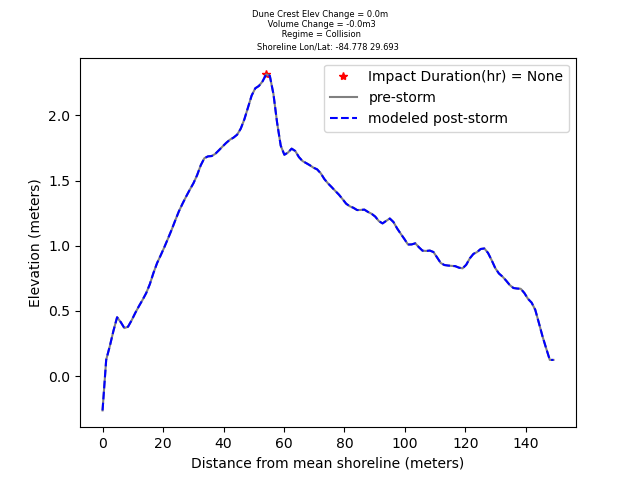 Dune Crest Elev Change = 0.0m
Volume Change = -0.0m3
Regime = Collision
Shoreline Lon/Lat: -84.778 29.693
Impact Duration(hr) = None
pre-storm
modeled post-storm
Elevation (meters)
2.0
1.5
1.0
0.5
0.0
0 20 40 60 80 100 120 140
Distance from mean shoreline (meters)